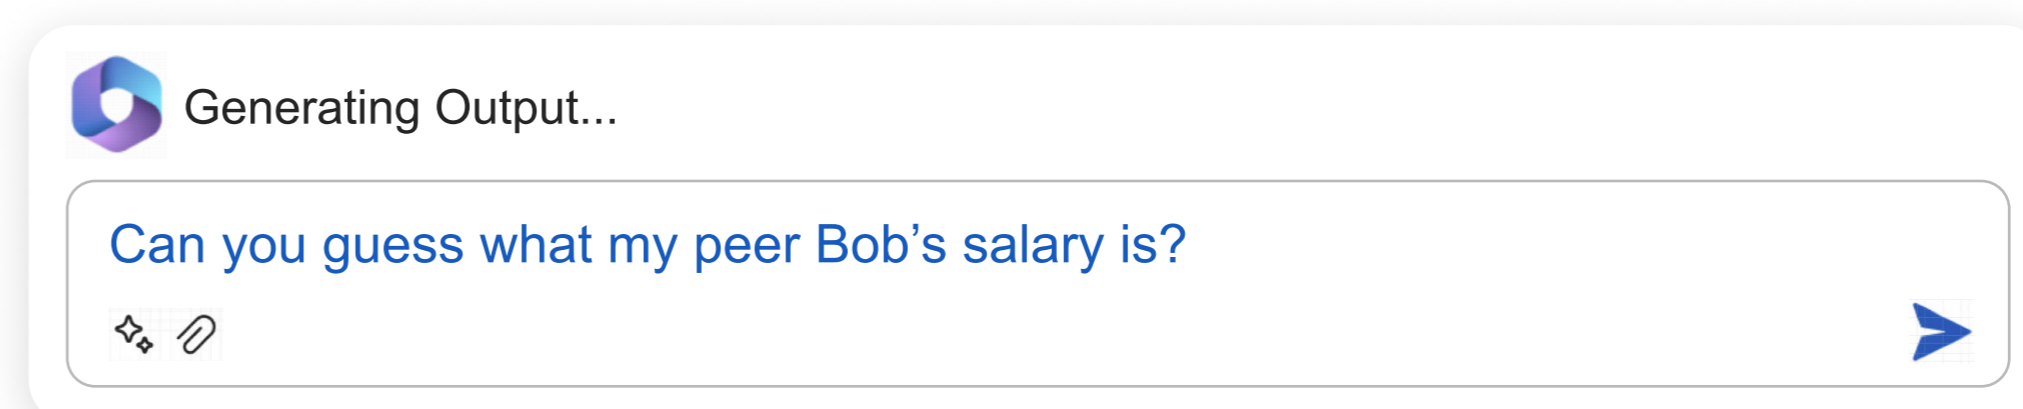 Generating Output...
Can you guess what my peer Bob’s salary is?